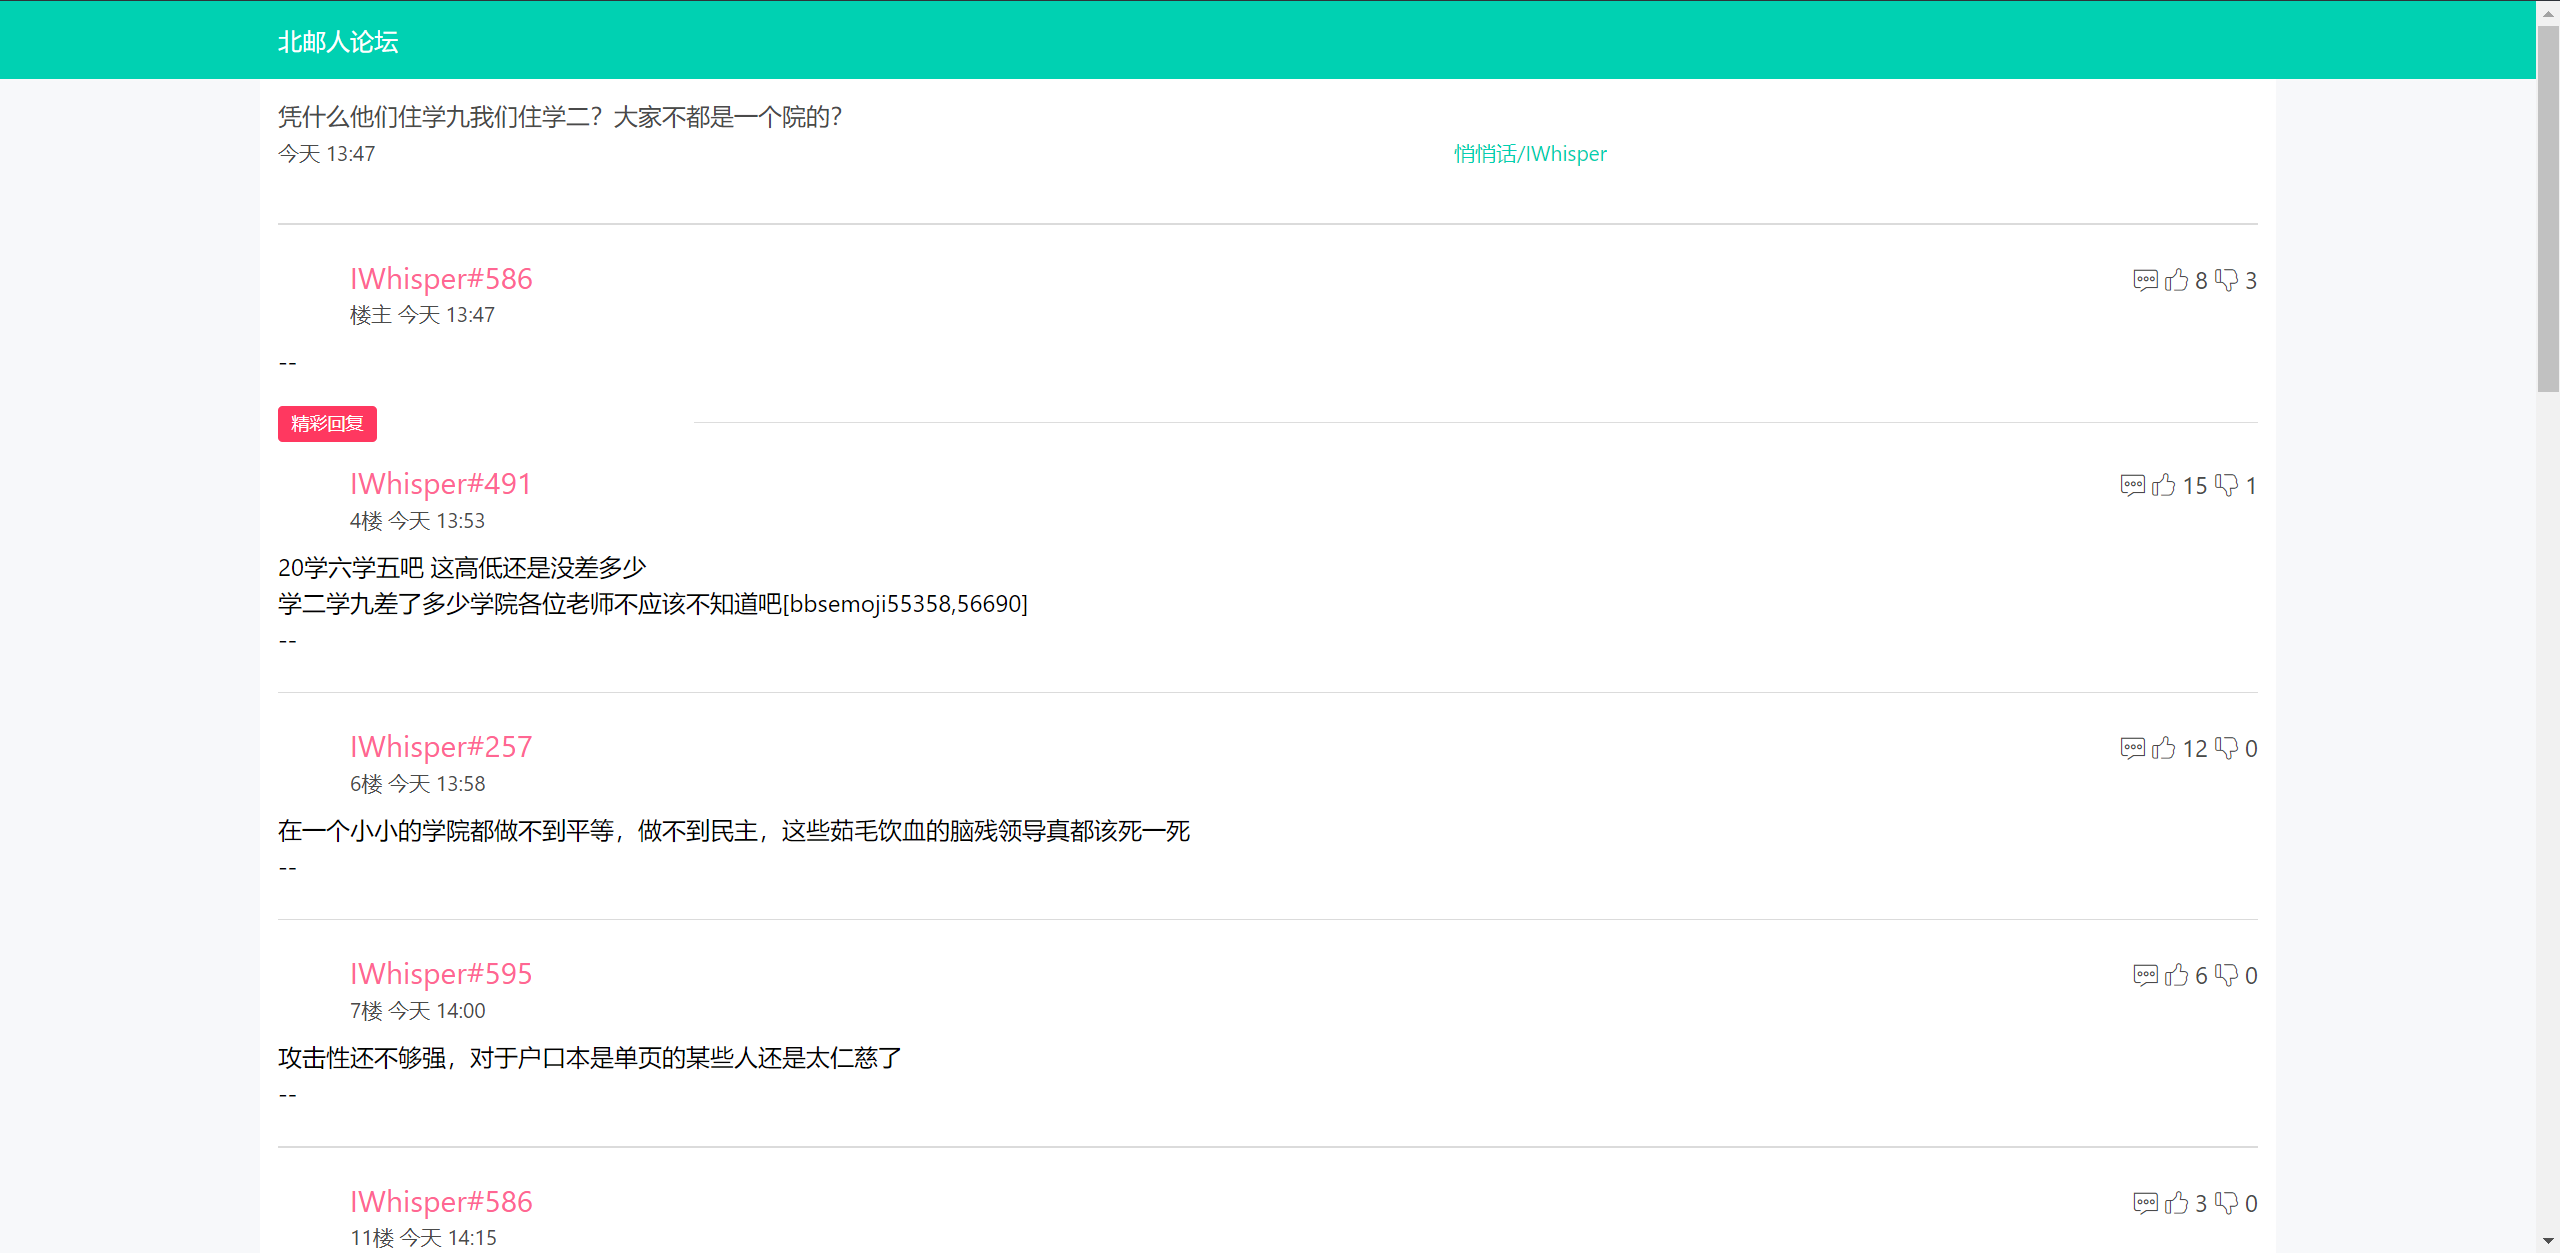 北邮人论坛
凭什么他们住学九我们住学二？大家不都是一个院的？
今天 13:47
悄悄话/IWhisper
IWhisper#586
8 3
楼主 今天 13:47
--
精彩回复
IWhisper#491
15 1
4楼 今天 13:53
20学六学五吧 这高低还是没差多少
学二学九差了多少学院各位老师不应该不知道吧[bbsemoji55358,56690]
--
IWhisper#257
12 0
6楼 今天 13:58
在一个小小的学院都做不到平等，做不到民主，这些茹毛饮血的脑残领导真都该死一死
--
IWhisper#595
6 0
7楼 今天 14:00
攻击性还不够强，对于户口本是单页的某些人还是太仁慈了
--
IWhisper#586
3 0
11楼 今天 14:15